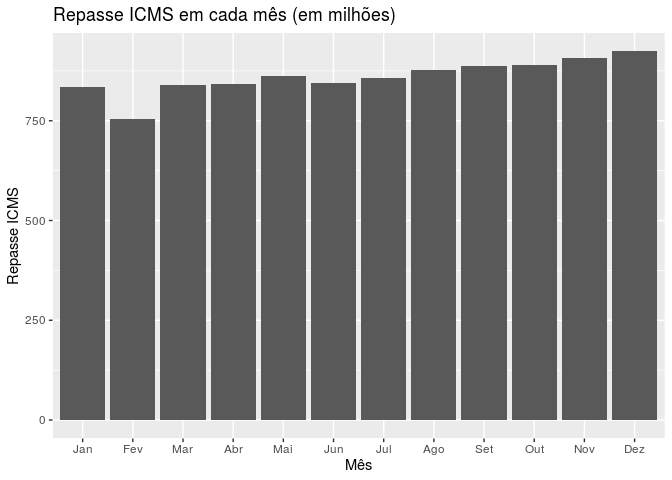 Repasse ICMS em cada mês (em milhões)
Repasse ICMS
750
500
250
0
Jan Fev Mar Abr Mai Jun Jul Ago Set Out Nov Dez
Mês